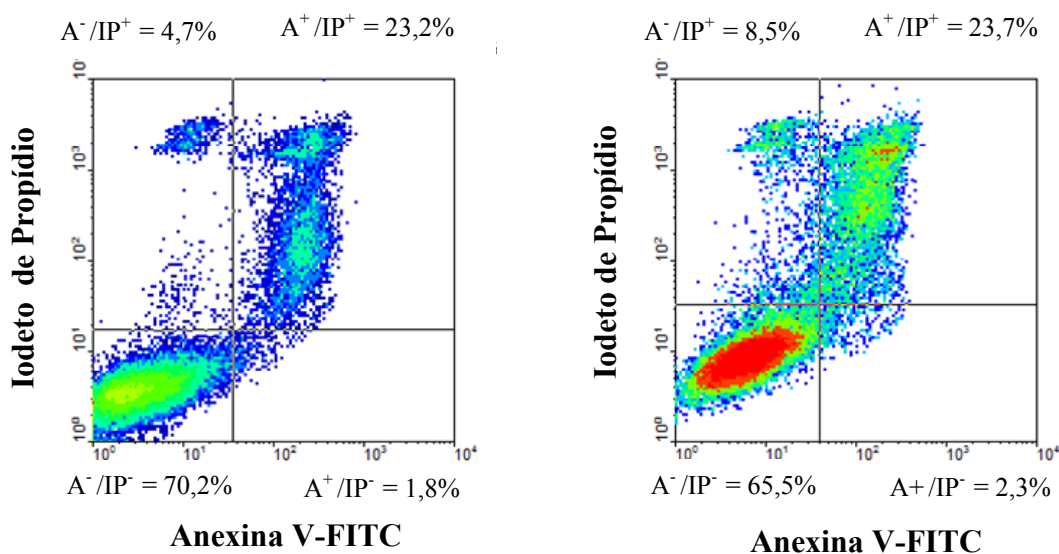 A⁻/IP⁺ = 4,7% A⁺/IP⁺ = 23,2%
10
10³
10²
10¹
10⁰
10⁰ 10¹ 10² 10³ 10⁴
Iodeto de Propídio
A⁻/IP⁻ = 70,2% A⁺/IP⁻ = 1,8%
Anexina V-FITC
A⁻/IP⁺ = 8,5% A⁺/IP⁺ = 23,7%
10
10³
10²
10¹
10⁰
10⁰ 10¹ 10² 10³ 10⁴
Iodeto de Propídio
A⁻/IP⁻ = 65,5% A+/IP⁻ = 2,3%
Anexina V-FITC